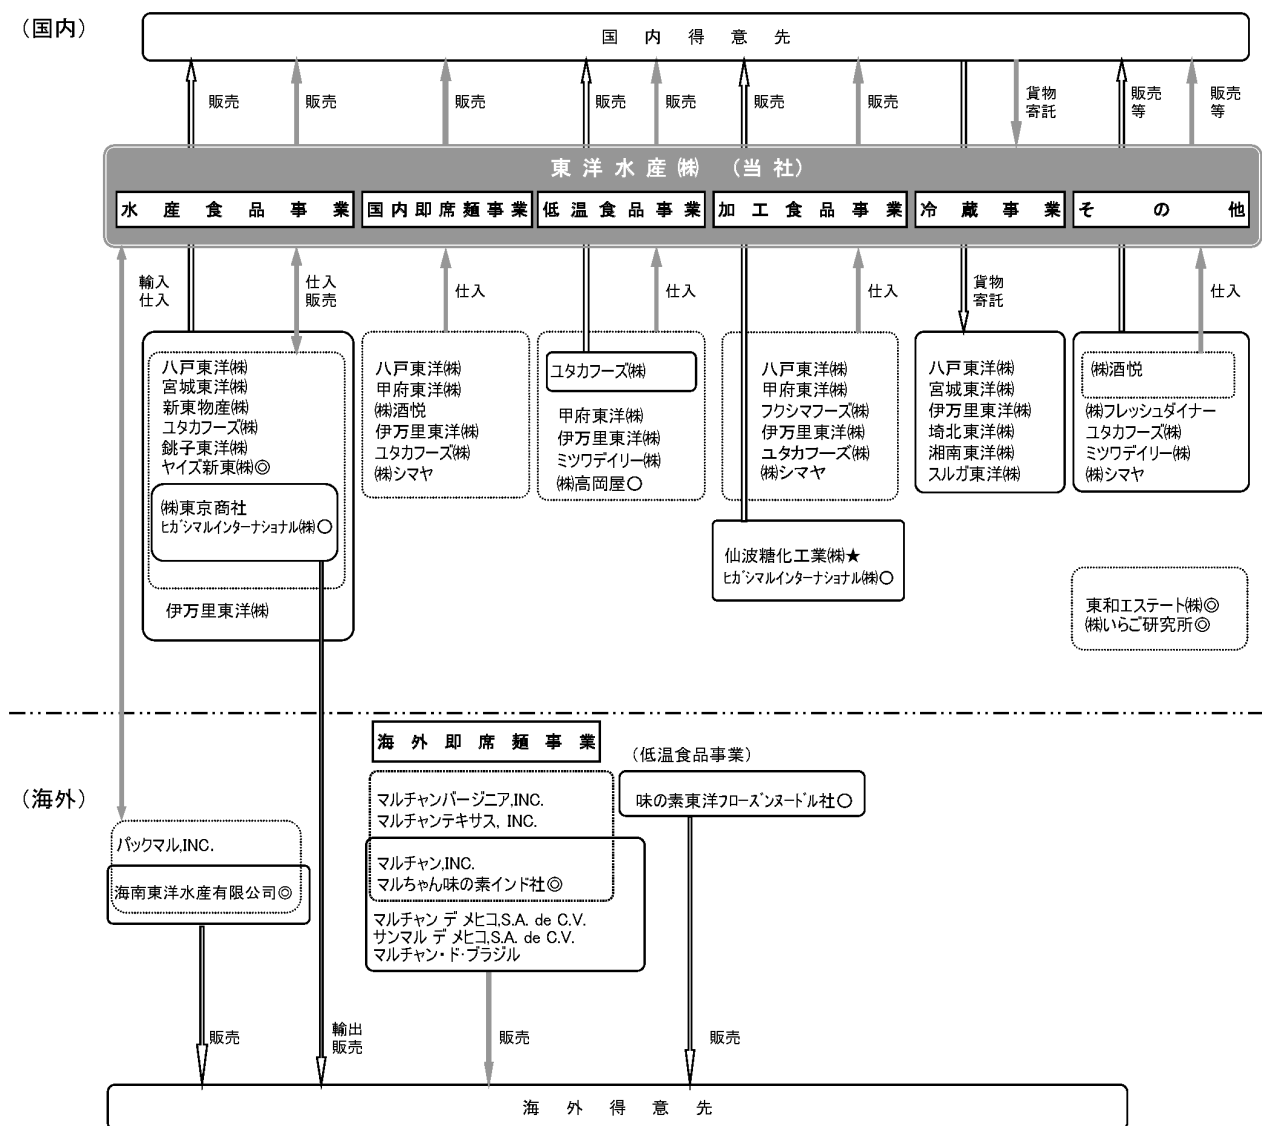 （国内）
国内得意先
販売
販売
販売
販売
販売
販売
販売
貨物
寄託
販売
等
販売
等
東洋水産㈱ （当社）
水産食品事業
国内即席麺事業
低温食品事業
加工食品事業
冷蔵事業
その他
輸入
仕入
仕入
販売
仕入
仕入
仕入
貨物
寄託
仕入
八戸東洋㈱
宮城東洋㈱
新東物産㈱
ユタカフーズ㈱
銚子東洋㈱
ヤイズ新東㈱◎
㈱東京商社
ヒガシマルインターナショナル㈱○
伊万里東洋㈱
八戸東洋㈱
甲府東洋㈱
㈱酒悦
伊万里東洋㈱
ユタカフーズ㈱
㈱シマヤ
ユタカフーズ㈱
甲府東洋㈱
伊万里東洋㈱
ミツワデイリー㈱
㈱高岡屋○
八戸東洋㈱
甲府東洋㈱
フクシマフーズ㈱
伊万里東洋㈱
ユタカフーズ㈱
㈱シマヤ
仙波糖化工業㈱★
ヒガシマルインターナショナル㈱○
八戸東洋㈱
宮城東洋㈱
伊万里東洋㈱
埼北東洋㈱
湘南東洋㈱
スルガ東洋㈱
㈱酒悦
㈱フレッシュダイナー
ユタカフーズ㈱
ミツワデイリー㈱
㈱シマヤ
東和エステート㈱◎
㈱いらご研究所◎
（海外）
海外即席麺事業
（低温食品事業）
パックマル,INC.
海南東洋水産有限公司◎
マルチャンバージニア,INC.
マルチャンテキサス, INC.
マルチャン,INC.
マルちゃん味の素インド社◎
マルチャン デ メヒコ,S.A. de C.V.
サンマル デ メヒコ,S.A. de C.V.
マルチャン・ド・ブラジル
味の素東洋フローズンヌードル社○
販売
輸出
販売
販売
販売
海外得意先